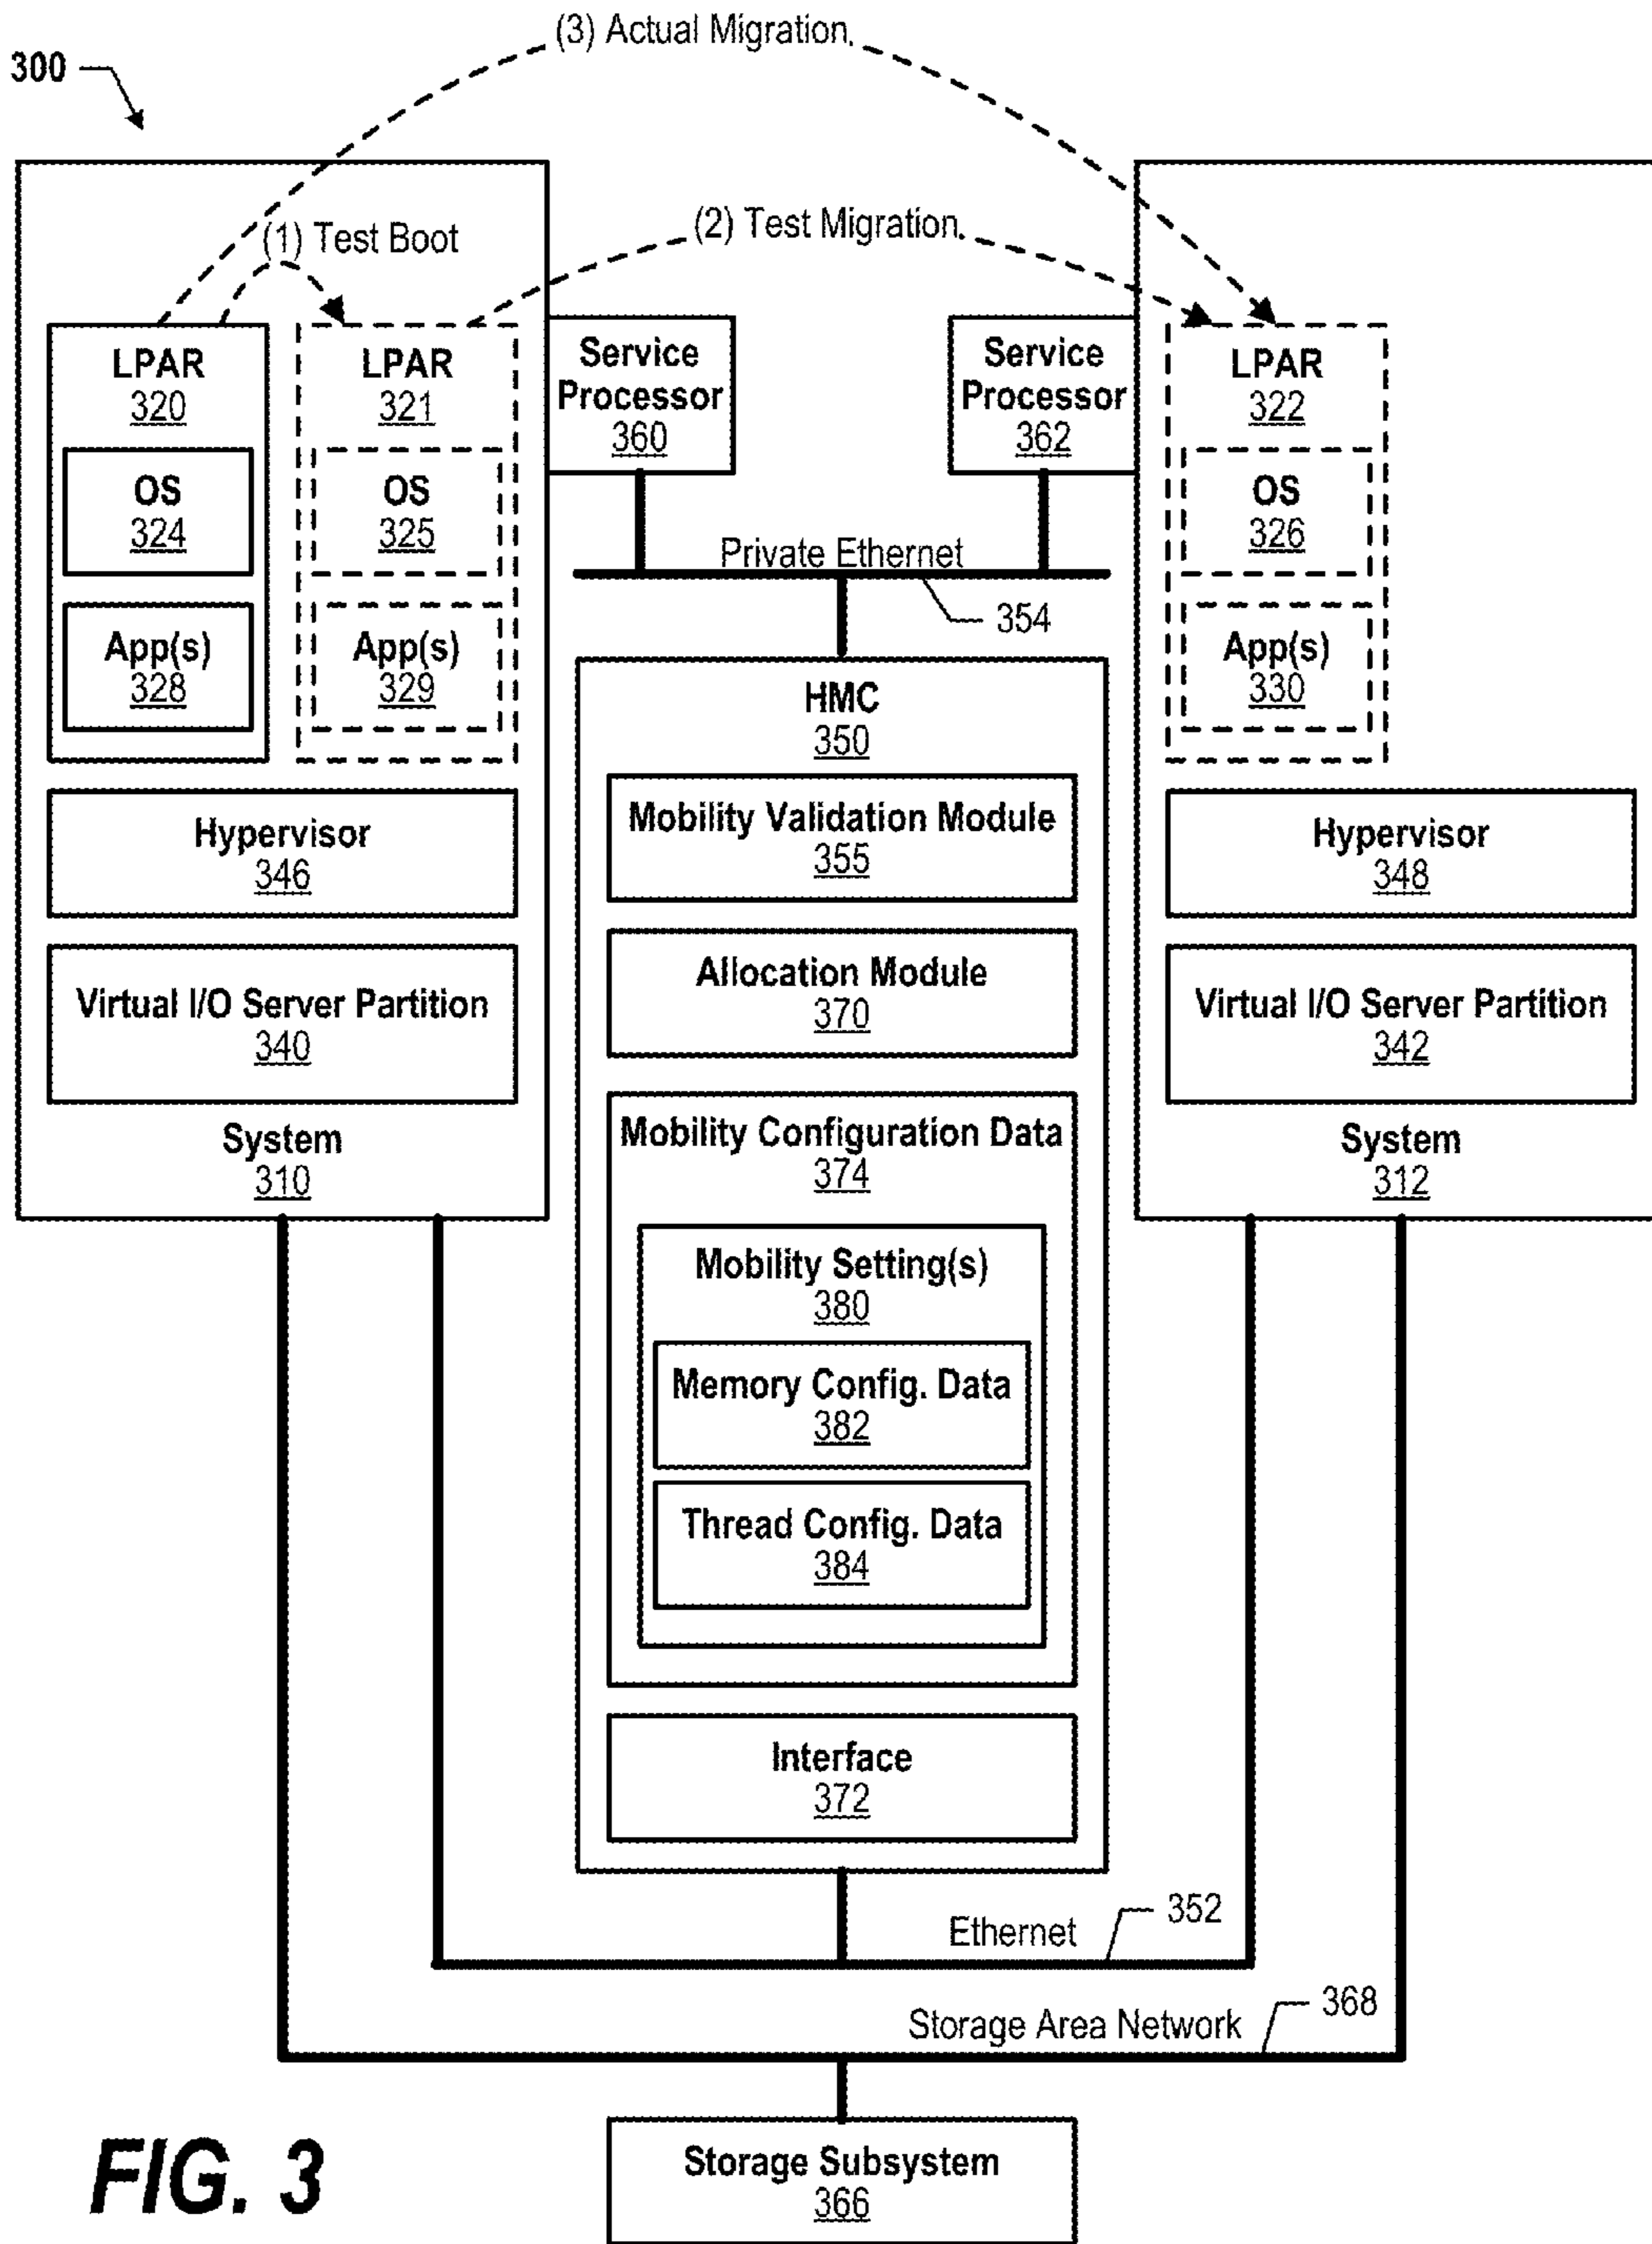 (3) Actual Migration
300
(1) Test Boot
(2) Test Migration
LPAR
320
OS
324
App(s)
328
LPAR
321
OS
325
App(s)
329
Hypervisor
346
Virtual I/O Server Partition
340
System
310
Service
Processor
360
Service
Processor
362
Private Ethernet
354
HMC
350
Mobility Validation Module
355
Allocation Module
370
Mobility Configuration Data
374
Mobility Setting(s)
380
Memory Config. Data
382
Thread Config. Data
384
Interface
372
LPAR
322
OS
326
App(s)
330
Hypervisor
348
Virtual I/O Server Partition
342
System
312
Ethernet
352
Storage Area Network
368
Storage Subsystem
366
FIG. 3